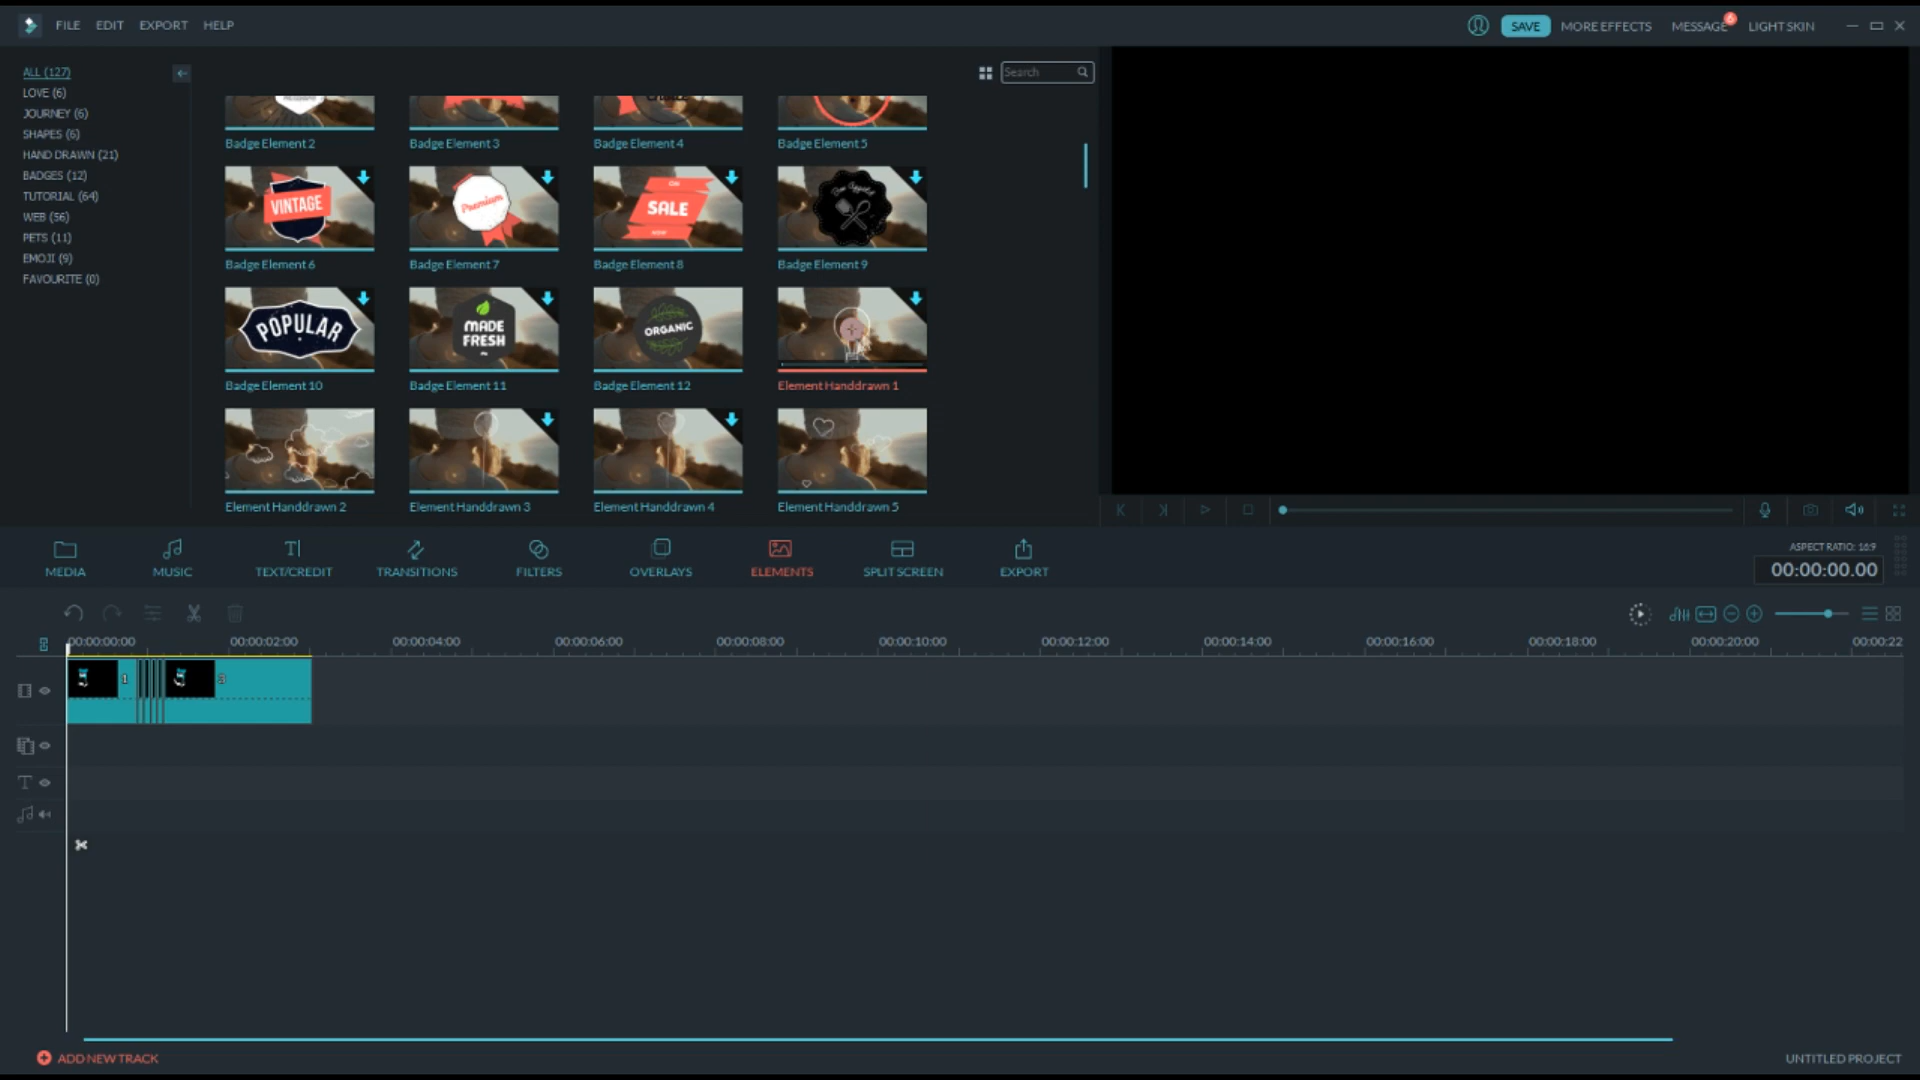 FILE EDIT EXPORT HELP
SAVE MORE EFFECTS MESSAGE 6 LIGHT SKIN
ALL (127)
LOVE (6)
JOURNEY (6)
SHAPES (6)
HAND DRAWN (21)
BADGES (12)
TUTORIAL (64)
WEB (56)
PETS (11)
EMOJI (9)
FAVOURITE (0)
Search
Badge Element 2 Badge Element 3 Badge Element 4 Badge Element 5
VINTAGE
Premium
SALE
NOW
Badge Element 6 Badge Element 7 Badge Element 8 Badge Element 9
POPULAR
MADE
FRESH
ORGANIC
Badge Element 10 Badge Element 11 Badge Element 12 Element Handdrawn 1
Element Handdrawn 2 Element Handdrawn 3 Element Handdrawn 4 Element Handdrawn 5
MEDIA MUSIC TEXT/CREDIT TRANSITIONS FILTERS OVERLAYS ELEMENTS SPLIT SCREEN EXPORT
ASPECT RATIO: 16:9
00:00:00.00
00:00:00:00 00:00:02:00 00:00:04:00 00:00:06:00 00:00:08:00 00:00:10:00 00:00:12:00 00:00:14:00 00:00:16:00 00:00:18:00 00:00:20:00 00:00:22
1 3
ADD NEW TRACK
UNTITLED PROJECT